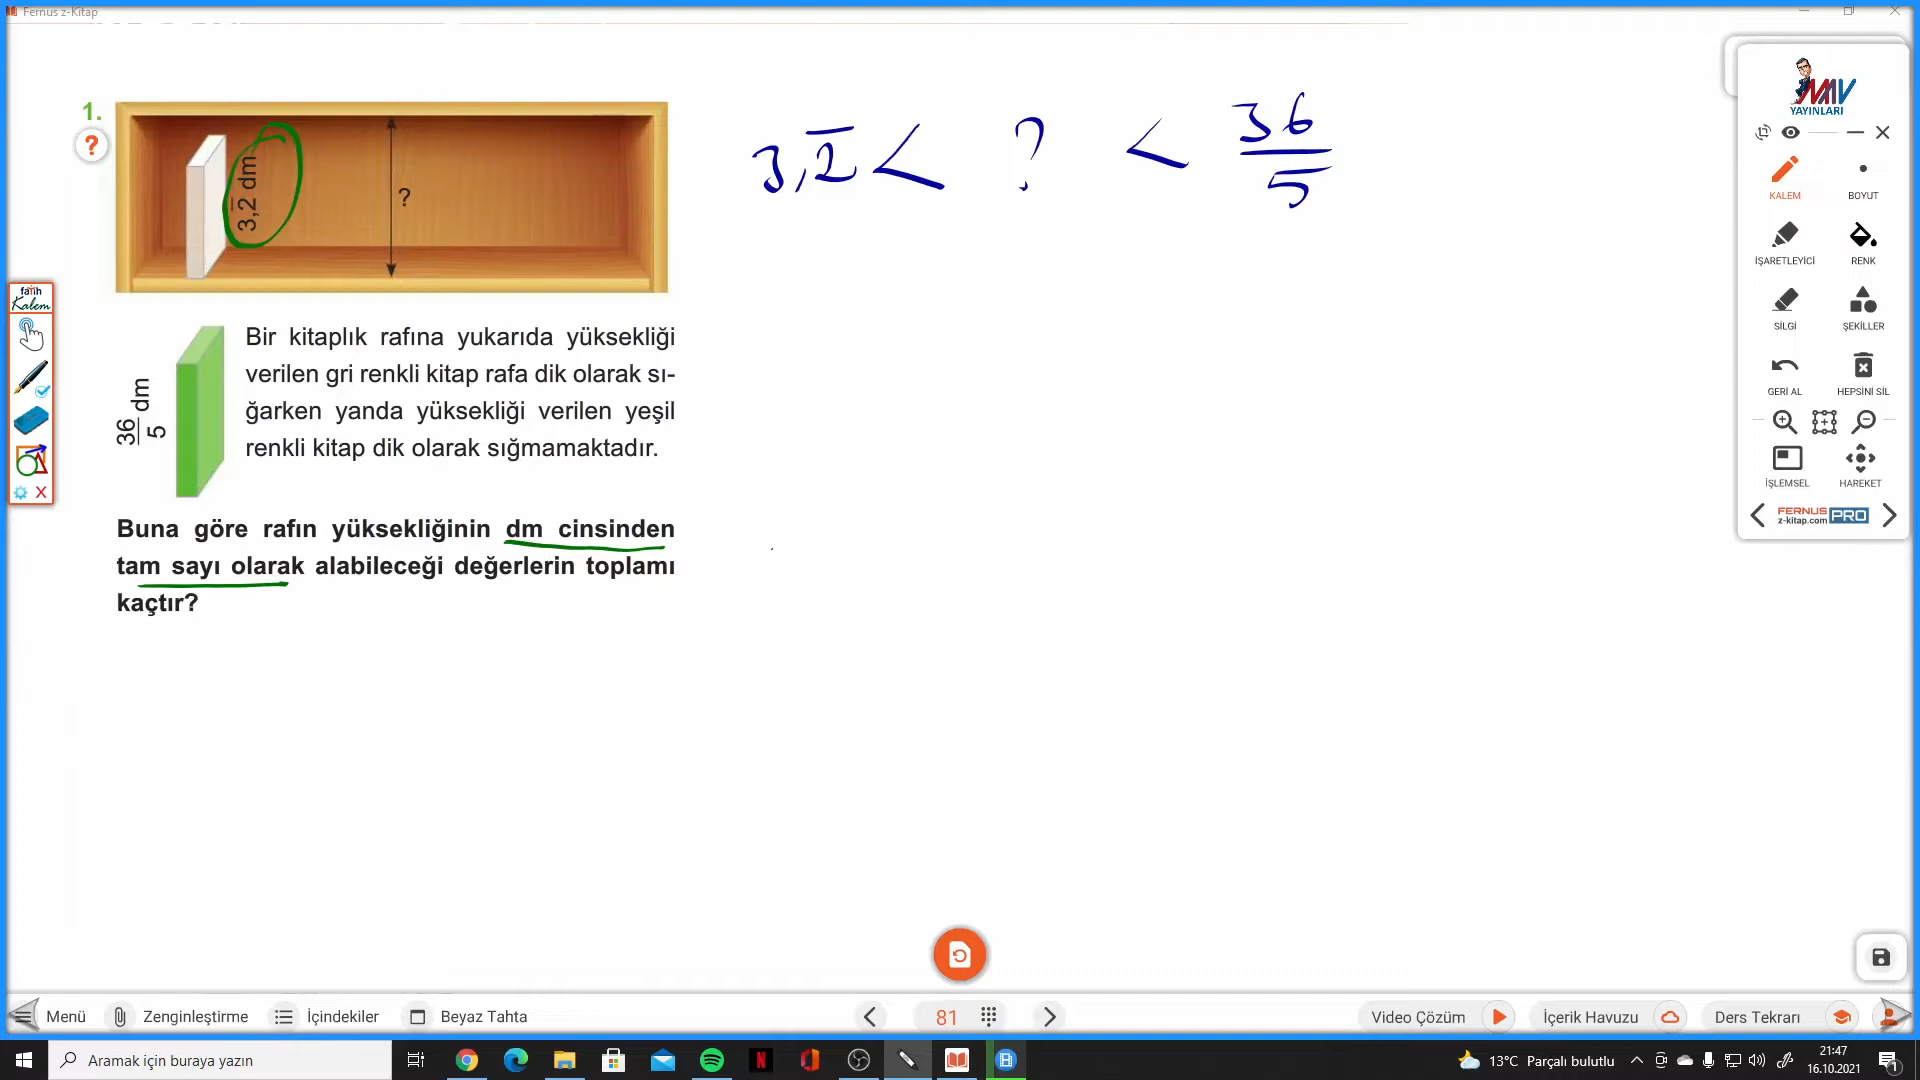 Fernus z-Kitap
1.
?
3,2̅ dm
?
3,2̅ < ? < 36/5
36/5 dm
Bir kitaplık rafına yukarıda yüksekliği
verilen gri renkli kitap rafa dik olarak sı-
ğarken yanda yüksekliği verilen yeşil
renkli kitap dik olarak sığmamaktadır.
Buna göre rafın yüksekliğinin dm cinsinden
tam sayı olarak alabileceği değerlerin toplamı
kaçtır?
fatih
Kalem
X
MAV
YAYINLARI
KALEM
BOYUT
İŞARETLEYİCİ
RENK
SİLGİ
ŞEKİLLER
GERİ AL
HEPSİNİ SİL
İŞLEMSEL
HAREKET
FERNUS
z-kitap.com PRO
Menü
Zenginleştirme
İçindekiler
Beyaz Tahta
81
Video Çözüm
İçerik Havuzu
Ders Tekrarı
Aramak için buraya yazın
13°C Parçalı bulutlu
21:47
16.10.2021
1